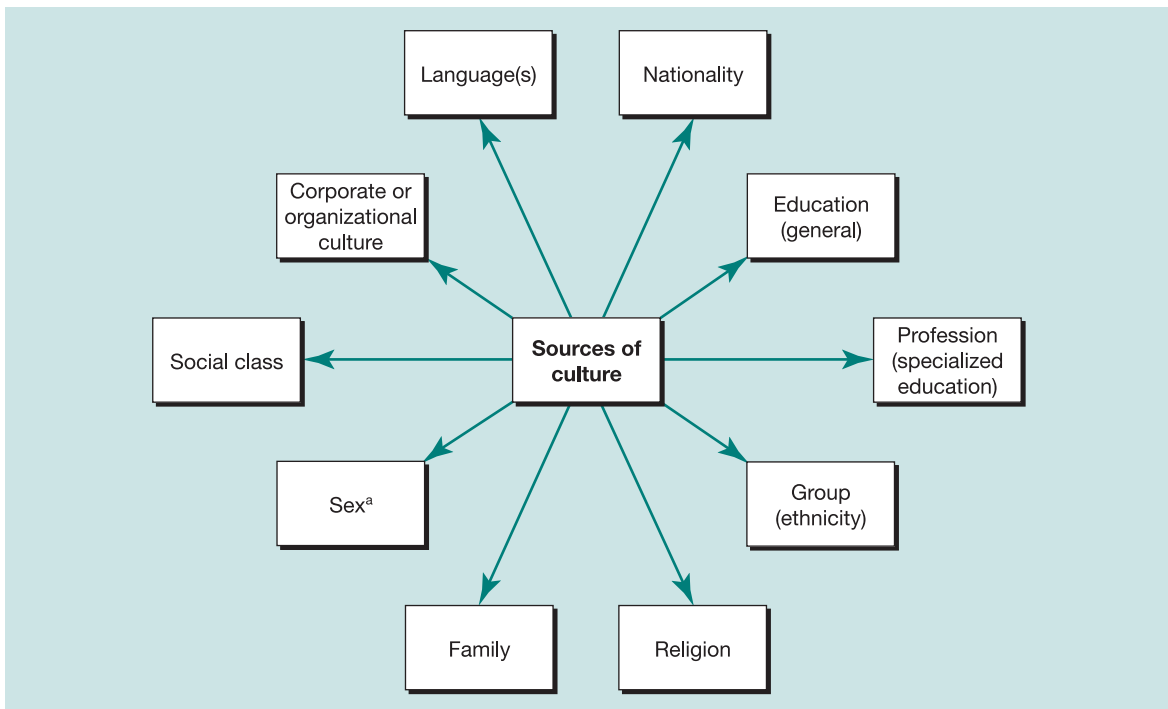 Language(s)
Nationality
Corporate or
organizational
culture
Education
(general)
Social class
Sources of
culture
Profession
(specialized
education)
Sexª
Group
(ethnicity)
Family
Religion